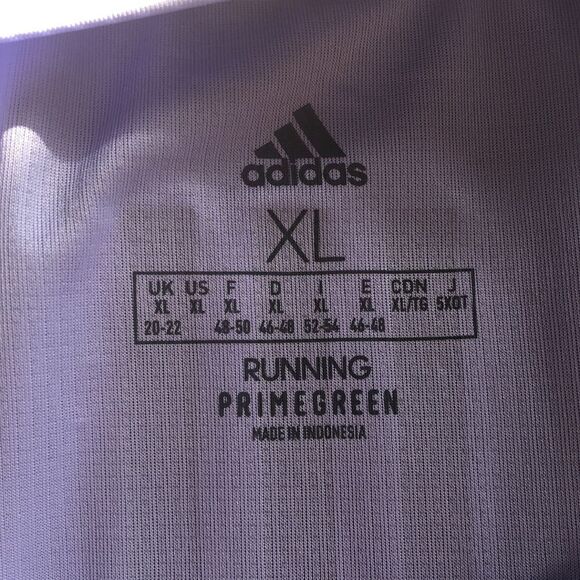 adidas
XL
UK US F D I E CDN J
XL XL XL XL XL XL XL/TG 5XOT
20-22 48-50 46-48 52-54 46-48
RUNNING
PRIMEGREEN
MADE IN INDONESIA